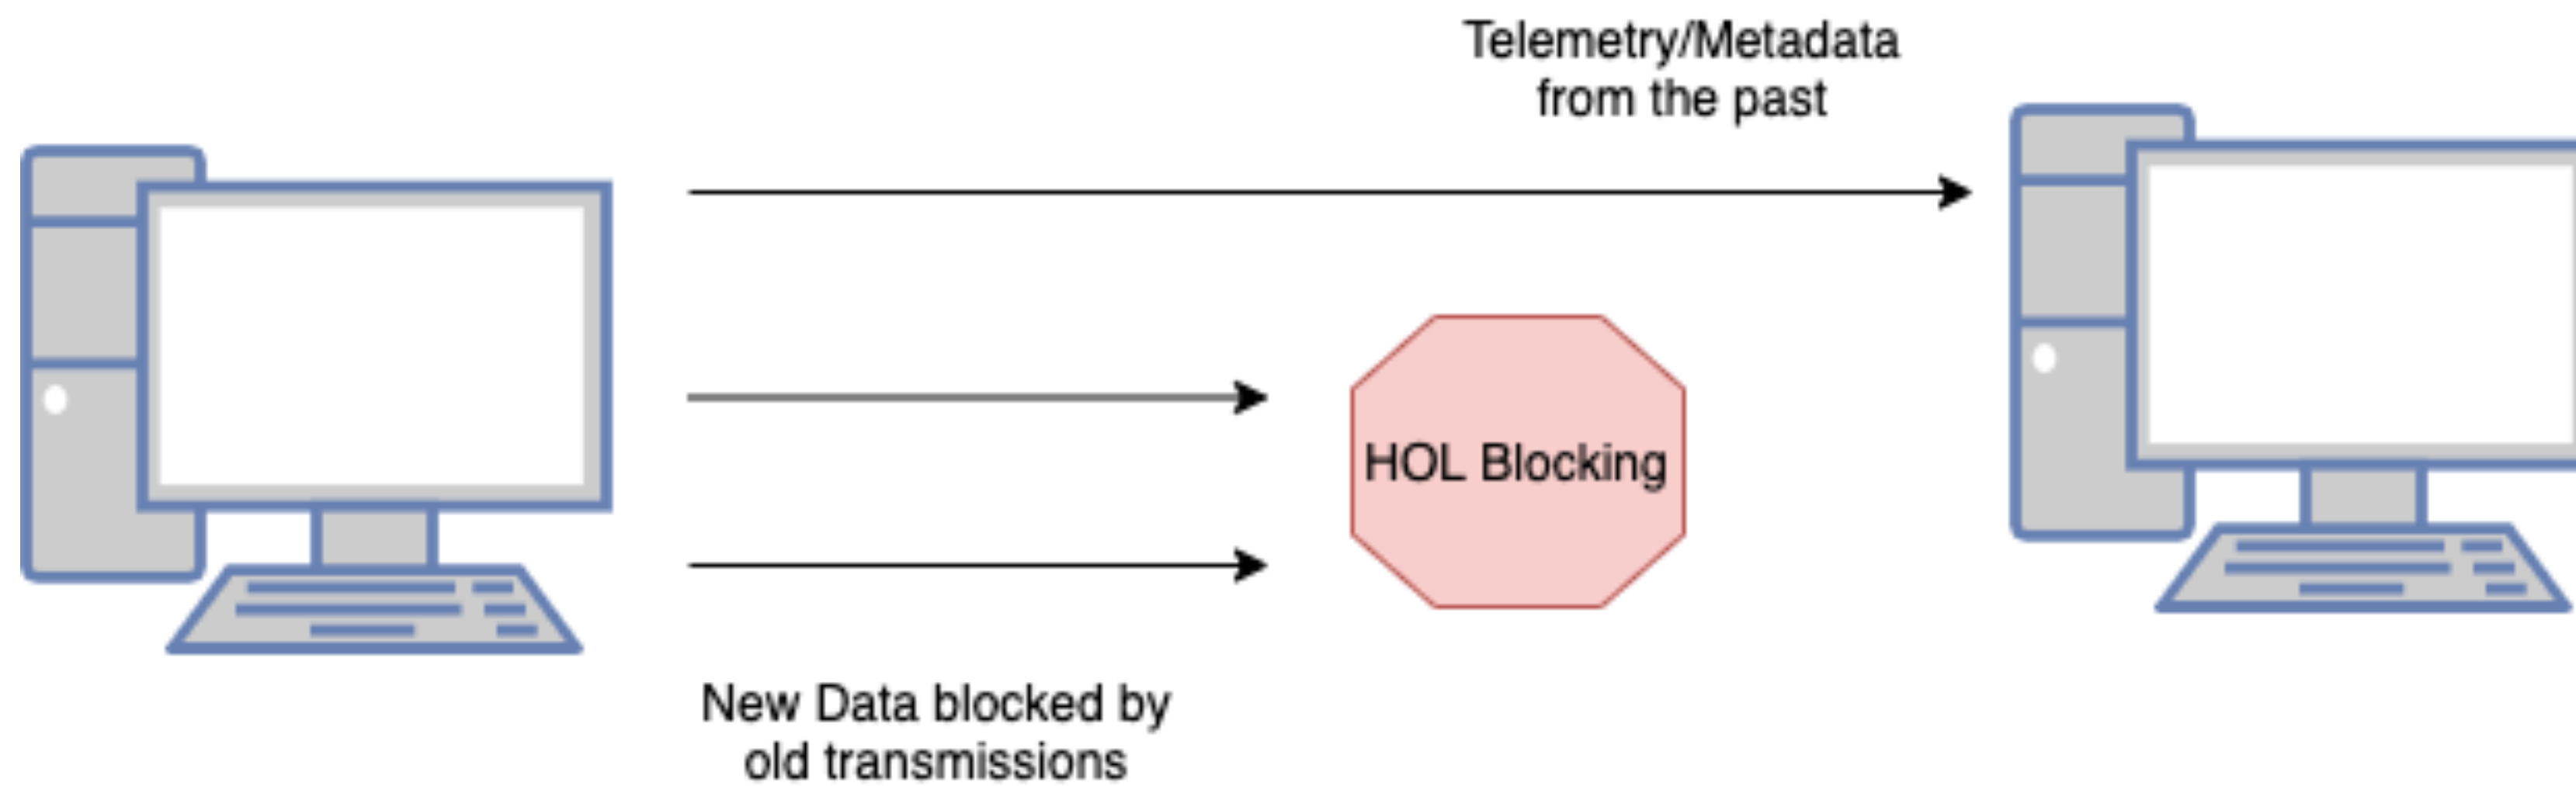 Telemetry/Metadata
from the past
HOL Blocking
New Data blocked by
old transmissions